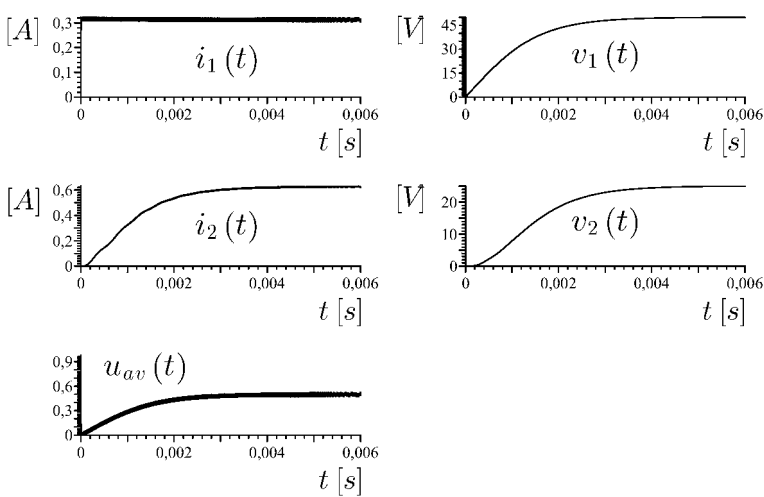 [A] 0,3 0,2 0,1 0 i₁(t)
0 0,002 0,004 0,006
t [s]
[V] 45 30 15 0 v₁(t)
0 0,002 0,004 0,006
t [s]
[A] 0,6 0,4 0,2 0 i₂(t)
0 0,002 0,004 0,006
t [s]
[V] 20 10 0 v₂(t)
0 0,002 0,004 0,006
t [s]
0,9 0,6 0,3 0 uₐᵥ(t)
0 0,002 0,004 0,006
t [s]